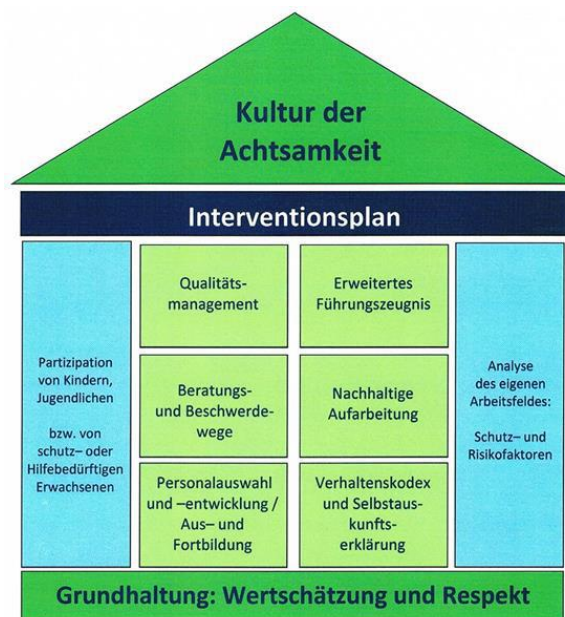 Kultur der
Achtsamkeit
Interventionsplan
Partizipation
von Kindern,
Jugendlichen
bzw. von
schutz– oder
Hilfebedürftigen
Erwachsenen
Qualitäts-
management
Erweitertes
Führungszeugnis
Beratungs-
und Beschwerde-
wege
Nachhaltige
Aufarbeitung
Personalauswahl
und –entwicklung /
Aus– und
Fortbildung
Verhaltenskodex
und Selbstaus-
kunfts-
erklärung
Analyse
des eigenen
Arbeitsfeldes:
Schutz– und
Risikofaktoren
Grundhaltung: Wertschätzung und Respekt